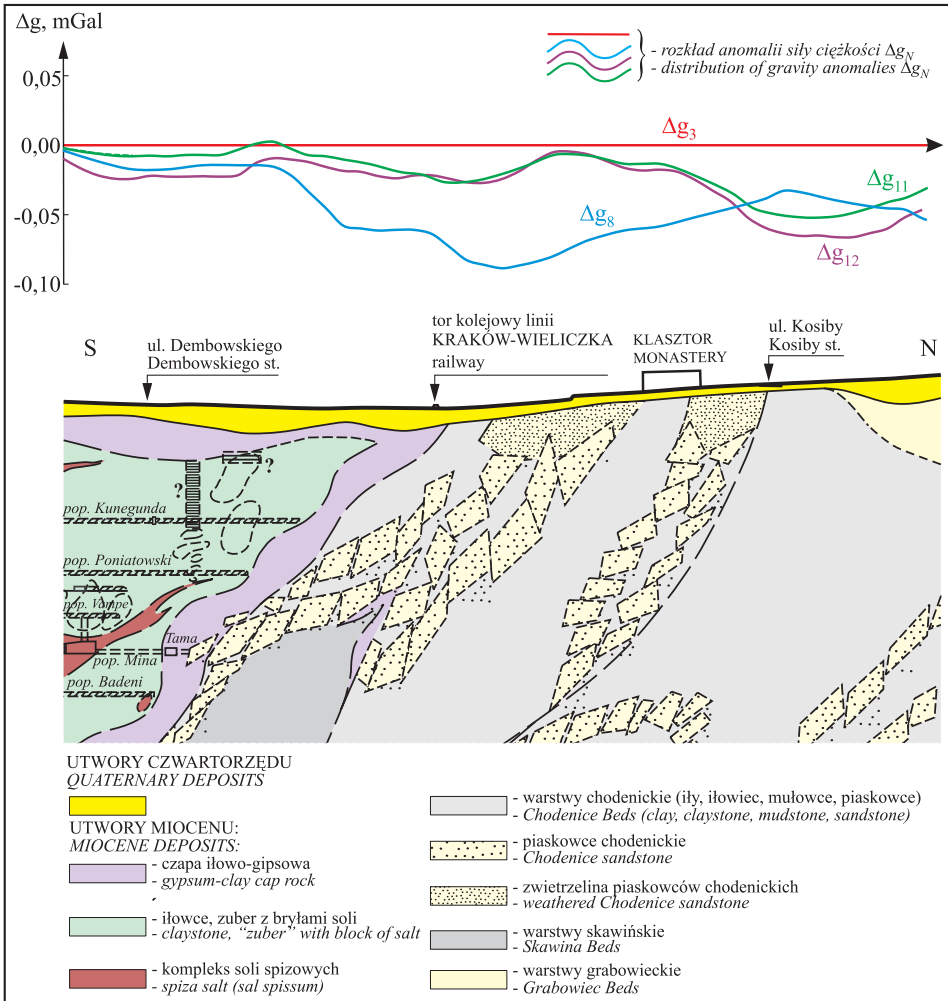 Δg, mGal
0,05
0,00
-0,05
-0,10
- rozkład anomalii siły ciężkości ΔgN
- distribution of gravity anomalies ΔgN
Δg3
Δg11
Δg8
Δg12
S
ul. Dembowskiego
Dembowskiego st.
tor kolejowy linii
KRAKÓW-WIELICZKA
railway
KLASZTOR
MONASTERY
ul. Kosiby
Kosiby st.
N
?
?
pop. Kunegunda
pop. Poniatowski
pop. Vampe
Tama
pop. Mina
pop. Badeni
UTWORY CZWARTORZĘDU
QUATERNARY DEPOSITS
UTWORY MIOCENU:
MIOCENE DEPOSITS:
- czapa iłowo-gipsowa
- gypsum-clay cap rock
- iłowce, zuber z bryłami soli
- claystone, "zuber" with block of salt
- kompleks soli spizowych
- spiza salt (sal spissum)
- warstwy chodenickie (iły, iłowiec, mułowce, piaskowce)
- Chodenice Beds (clay, claystone, mudstone, sandstone)
- piaskowce chodenickie
- Chodenice sandstone
- zwietrzelina piaskowców chodenickich
- weathered Chodenice sandstone
- warstwy skawińskie
- Skawina Beds
- warstwy grabowieckie
- Grabowiec Beds